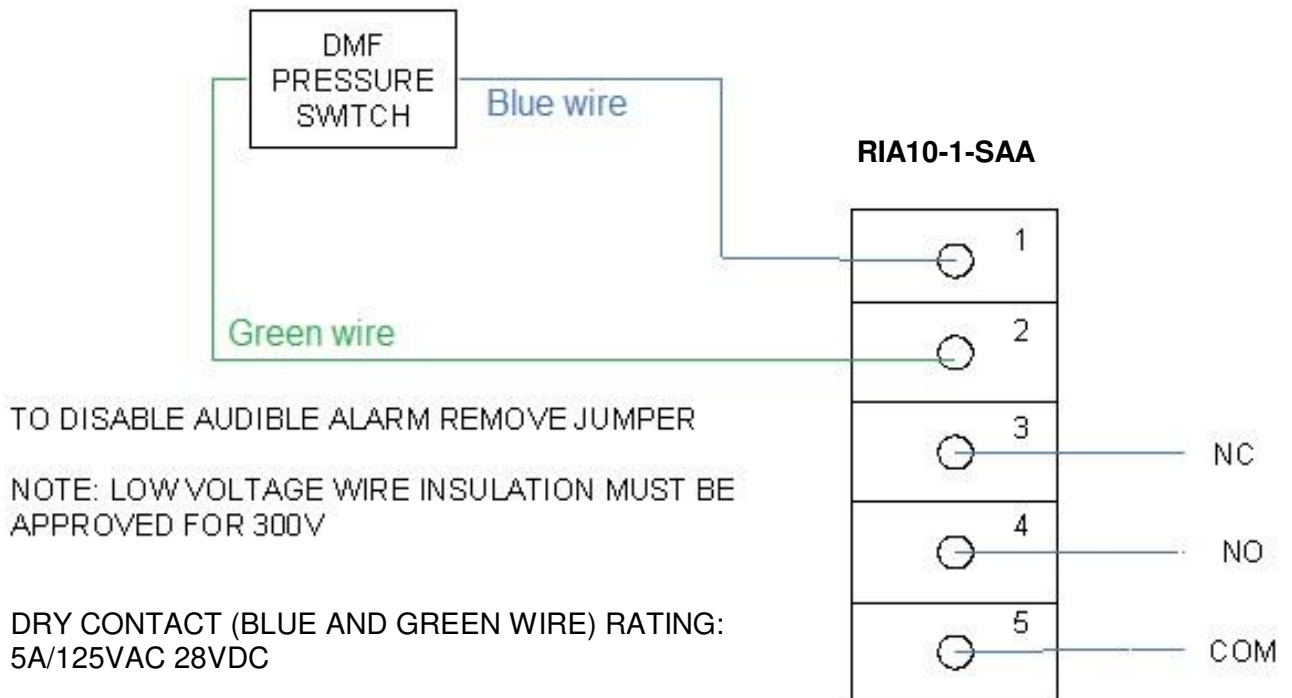 DMF
PRESSURE
SWITCH
Blue wire
RIA10-1-SAA
1
Green wire
2
TO DISABLE AUDIBLE ALARM REMOVE JUMPER
3
NC
NOTE: LOW VOLTAGE WIRE INSULATION MUST BE
APPROVED FOR 300V
4
NO
DRY CONTACT (BLUE AND GREEN WIRE) RATING:
5A/125VAC 28VDC
5
COM